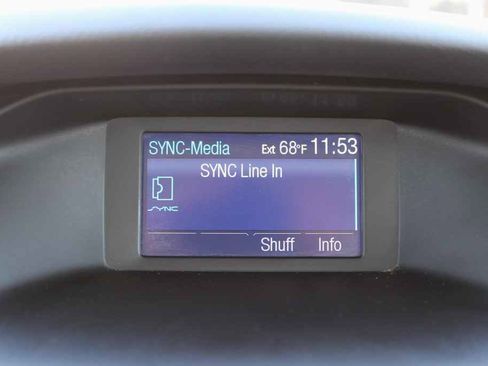 SYNC-Media Ext 68°F 11:53
SYNC Line In
SYNC
Shuff Info